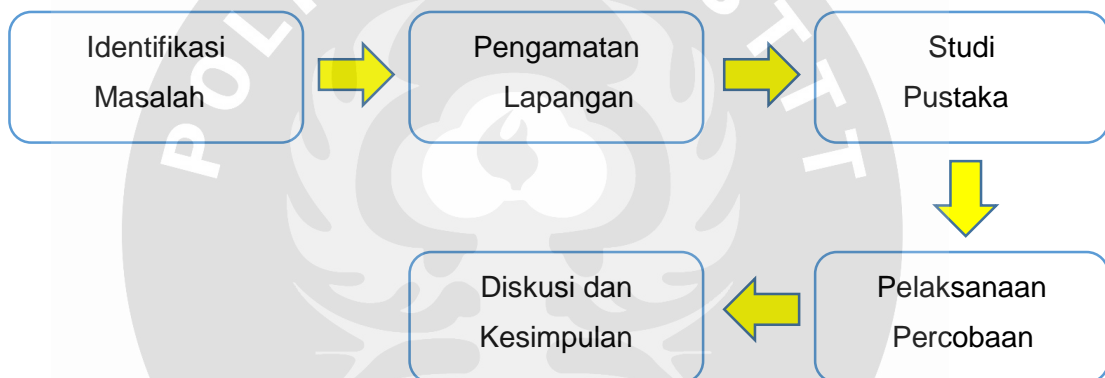 Identifikasi
Masalah
Pengamatan
Lapangan
Studi
Pustaka
Pelaksanaan
Percobaan
Diskusi dan
Kesimpulan